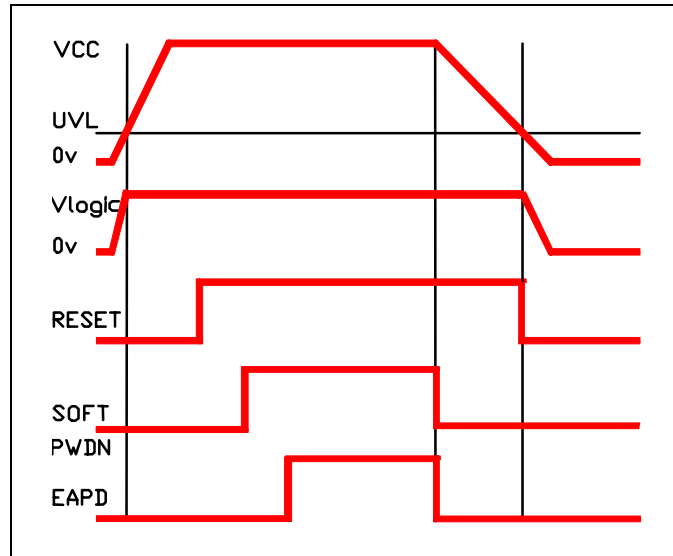 VCC
UVL
0v
Vlogic
0v
RESET
SOFT
PWDN
EAPD